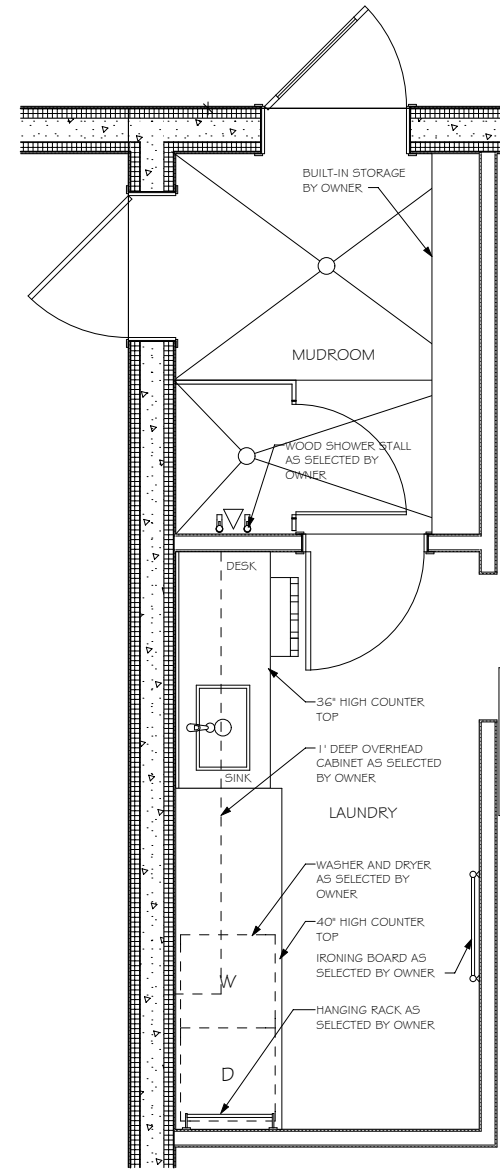 BUILT-IN STORAGE
BY OWNER
MUDROOM
WOOD SHOWER STALL
AS SELECTED BY
OWNER
DESK
36" HIGH COUNTER
TOP
1' DEEP OVERHEAD
CABINET AS SELECTED
BY OWNER
SINK
LAUNDRY
WASHER AND DRYER
AS SELECTED BY
OWNER
40" HIGH COUNTER
TOP
IRONING BOARD AS
SELECTED BY OWNER
W
HANGING RACK AS
SELECTED BY OWNER
D